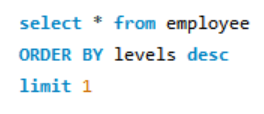 select * from employee
ORDER BY levels desc
limit 1